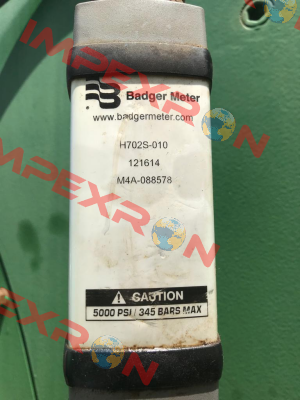 Badger Meter
www.badgermeter.com
H702S-010
121614
M4A-088578
CAUTION
5000 PSI / 345 BARS MAX
IMPEXRON
IMPEXRON
IMPEXRON